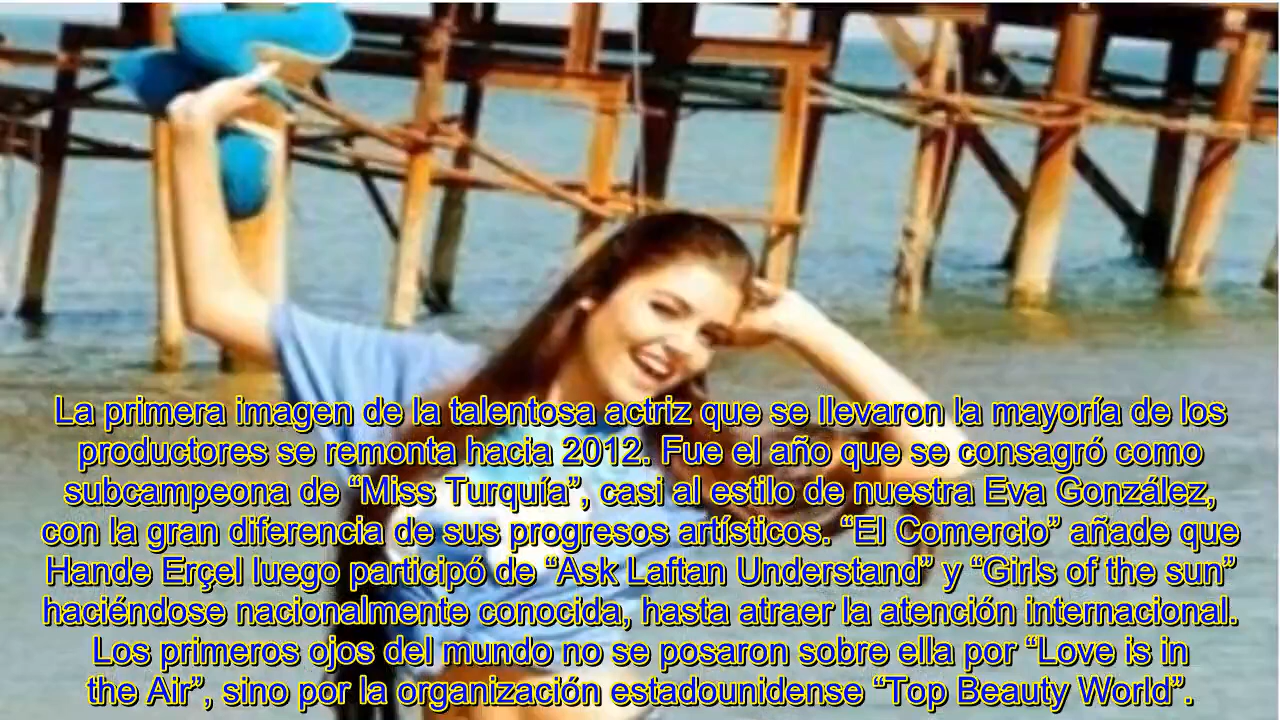 La primera imagen de la talentosa actriz que se llevaron la mayoría de los
productores se remonta hacia 2012. Fue el año que se consagró como
subcampeona de “Miss Turquía”, casi al estilo de nuestra Eva González,
con la gran diferencia de sus progresos artísticos. “El Comercio” añade que
Hande Erçel luego participó de “Ask Laftan Understand” y “Girls of the sun”
haciéndose nacionalmente conocida, hasta atraer la atención internacional.
Los primeros ojos del mundo no se posaron sobre ella por “Love is in
the Air”, sino por la organización estadounidense “Top Beauty World”.